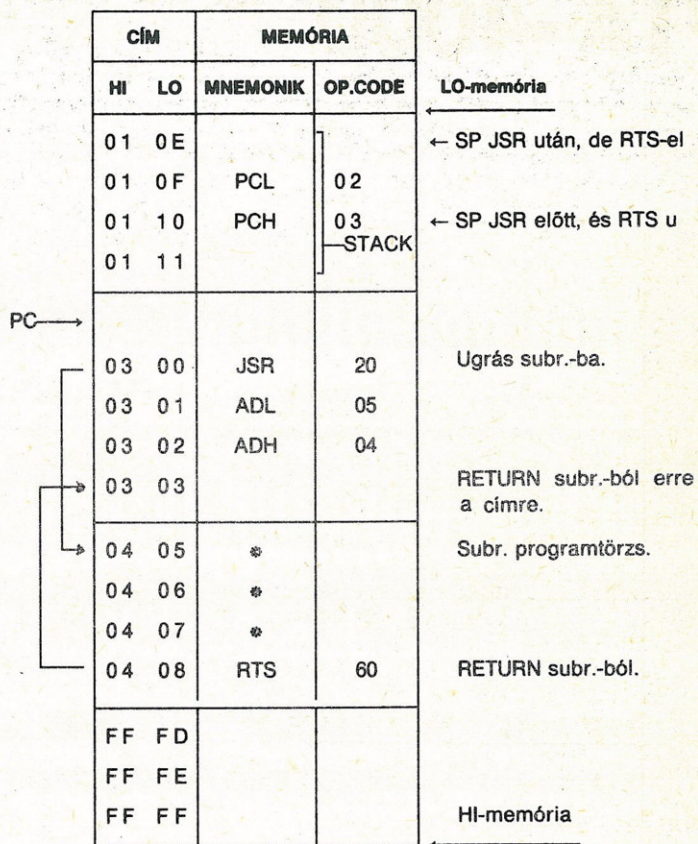 CÍM MEMÓRIA
HI LO MNEMONIK OP.CODE LO-memória
01 0E ← SP JSR után, de RTS-el
01 0F PCL 02
01 10 PCH 03 ← SP JSR előtt, és RTS u
STACK
01 11
PC
03 00 JSR 20 Ugrás subr.-ba.
03 01 ADL 05
03 02 ADH 04
03 03 RETURN subr.-ból erre
a címre.
04 05 * Subr. programtörzs.
04 06 *
04 07 *
04 08 RTS 60 RETURN subr.-ból.
FF FD
FF FE
FF FF HI-memória